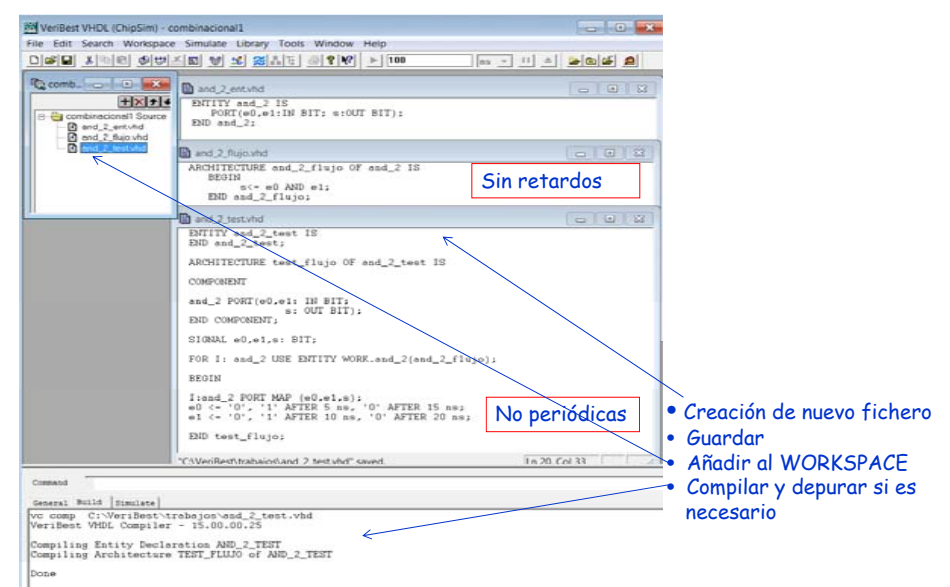 VeriBest VHDL (ChipSim) - combinacional1
File Edit Search Workspace Simulate Library Tools Window Help
100
ns
comb...
combinacional1 Source
and_2_ent.vhd
and_2_flujo.vhd
and_2_test.vhd
and_2_ent.vhd
ENTITY and_2 IS
PORT(e0,e1:IN BIT; s:OUT BIT);
END and_2;
and_2_flujo.vhd
ARCHITECTURE and_2_flujo OF and_2 IS
BEGIN
s<= e0 AND e1;
END and_2_flujo;
Sin retardos
and_2_test.vhd
ENTITY and_2_test IS
END and_2_test;
ARCHITECTURE test_flujo OF and_2_test IS
COMPONENT
and_2 PORT(e0,e1: IN BIT;
s: OUT BIT);
END COMPONENT;
SIGNAL e0,e1,s: BIT;
FOR I: and_2 USE ENTITY WORK.and_2(and_2_flujo);
BEGIN
I:and_2 PORT MAP (e0,e1,s);
e0 <= '0', '1' AFTER 5 ns, '0' AFTER 15 ns;
e1 <= '0', '1' AFTER 10 ns, '0' AFTER 20 ns;
END test_flujo;
No periódicas
"C:\VeriBest\trabajos\and_2_test.vhd" saved.
Ln 20, Col 33
• Creación de nuevo fichero
• Guardar
• Añadir al WORKSPACE
• Compilar y depurar si es
necesario
Command
General Build Simulate
vc comp C:\VeriBest\trabajos\and_2_test.vhd
VeriBest VHDL Compiler - 15.00.00.25
Compiling Entity Declaration AND_2_TEST
Compiling Architecture TEST_FLUJO of AND_2_TEST
Done